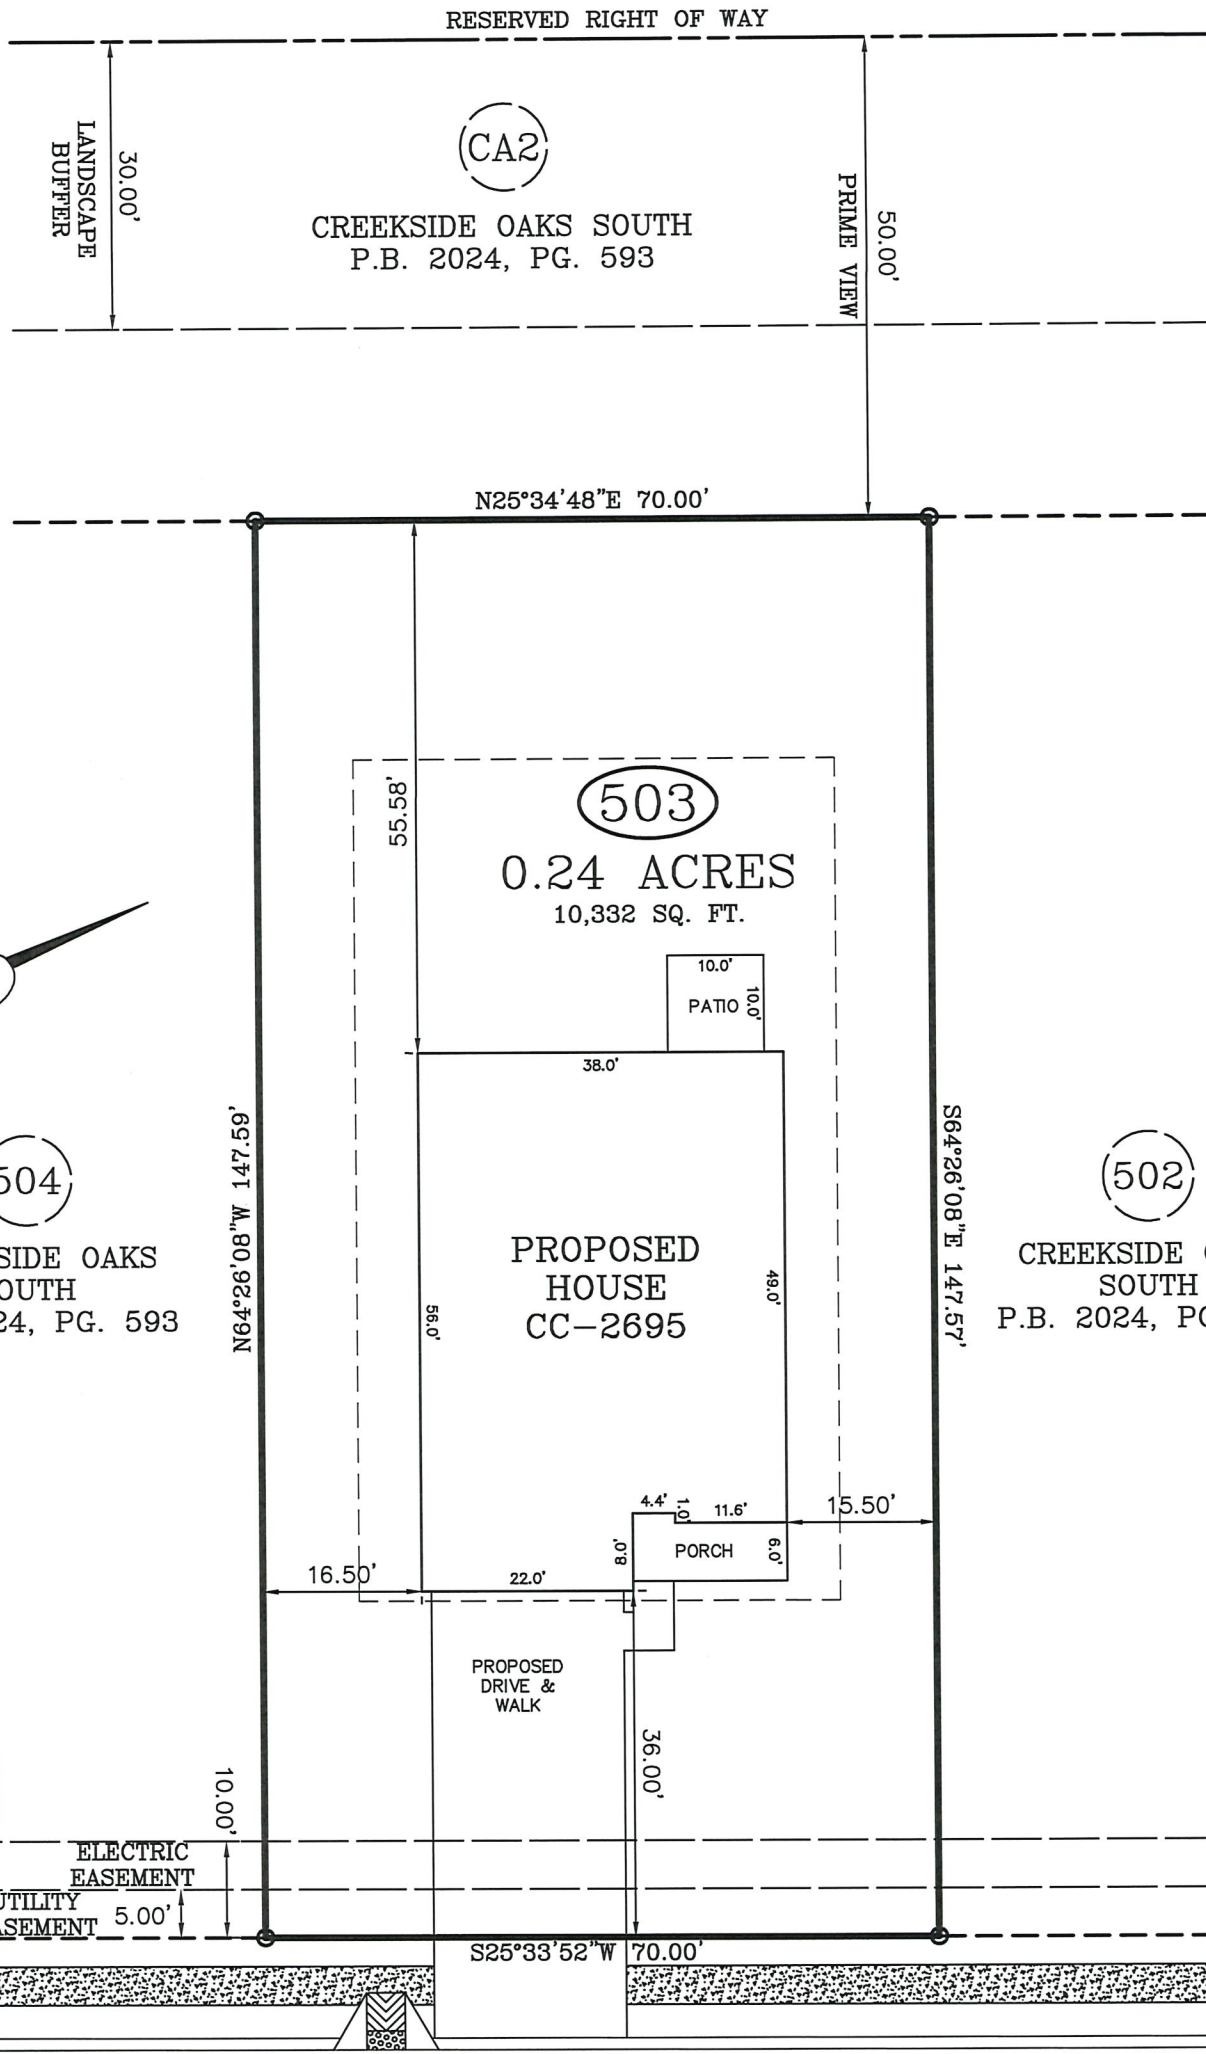 RESERVED RIGHT OF WAY
LANDSCAPE
BUFFER
30.00'
CA2
CREEKSIDE OAKS SOUTH
P.B. 2024, PG. 593
PRIME VIEW
50.00'
N25°34'48"E 70.00'
55.58'
503
0.24 ACRES
10,332 SQ. FT.
10.0'
PATIO
10.0'
38.0'
N64°26'08"W 147.59'
S64°26'08"E 147.57'
504
SIDE OAKS
OUTH
24, PG. 593
502
CREEKSIDE
SOUTH
P.B. 2024,
PROPOSED
HOUSE
CC-2695
56.0'
49.0'
4.4'
1.0'
11.6'
15.50'
8.0'
PORCH
6.0'
16.50'
22.0'
PROPOSED
DRIVE &
WALK
36.00'
10.00'
ELECTRIC
EASEMENT
UTILITY
ASEMENT
5.00'
S25°33'52"W 70.00'